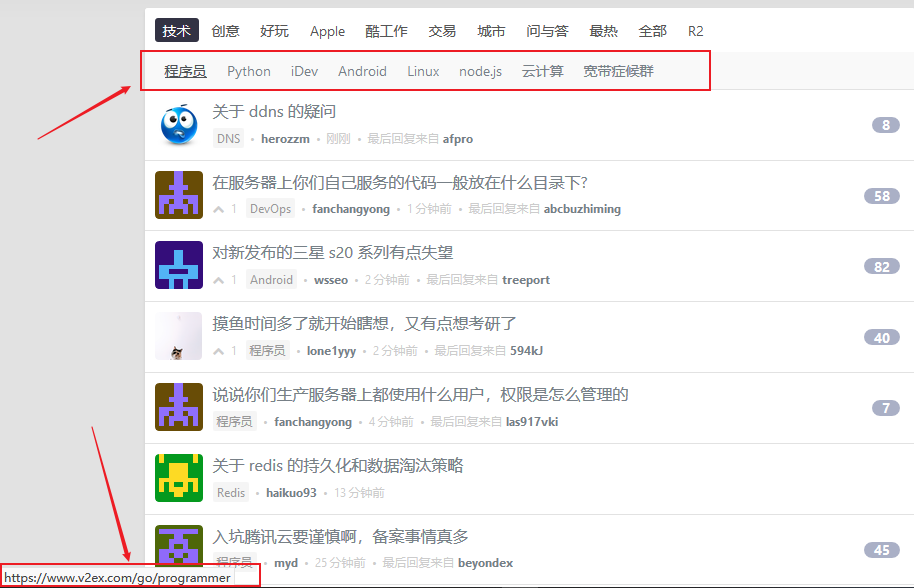 技术 创意 好玩 Apple 酷工作 交易 城市 问与答 最热 全部 R2
程序员 Python iDev Android Linux node.js 云计算 宽带症候群
关于 ddns 的疑问
DNS • herozzm • 刚刚 • 最后回复来自 afpro
8
在服务器上你们自己服务的代码一般放在什么目录下?
1 DevOps • fanchangyong • 1 分钟前 • 最后回复来自 abcbuzhiming
58
对新发布的三星 s20 系列有点失望
1 Android • wsseo • 2 分钟前 • 最后回复来自 treeport
82
摸鱼时间多了就开始瞎想，又有点想考研了
1 程序员 • lone1yyy • 2 分钟前 • 最后回复来自 594kJ
40
说说你们生产服务器上都使用什么用户，权限是怎么管理的
程序员 • fanchangyong • 4 分钟前 • 最后回复来自 las917vki
7
关于 redis 的持久化和数据淘汰策略
Redis • haikuo93 • 13 分钟前
入坑腾讯云要谨慎啊，备案事情真多
程序员 • myd • 25 分钟前 • 最后回复来自 beyondex
45
https://www.v2ex.com/go/programmer